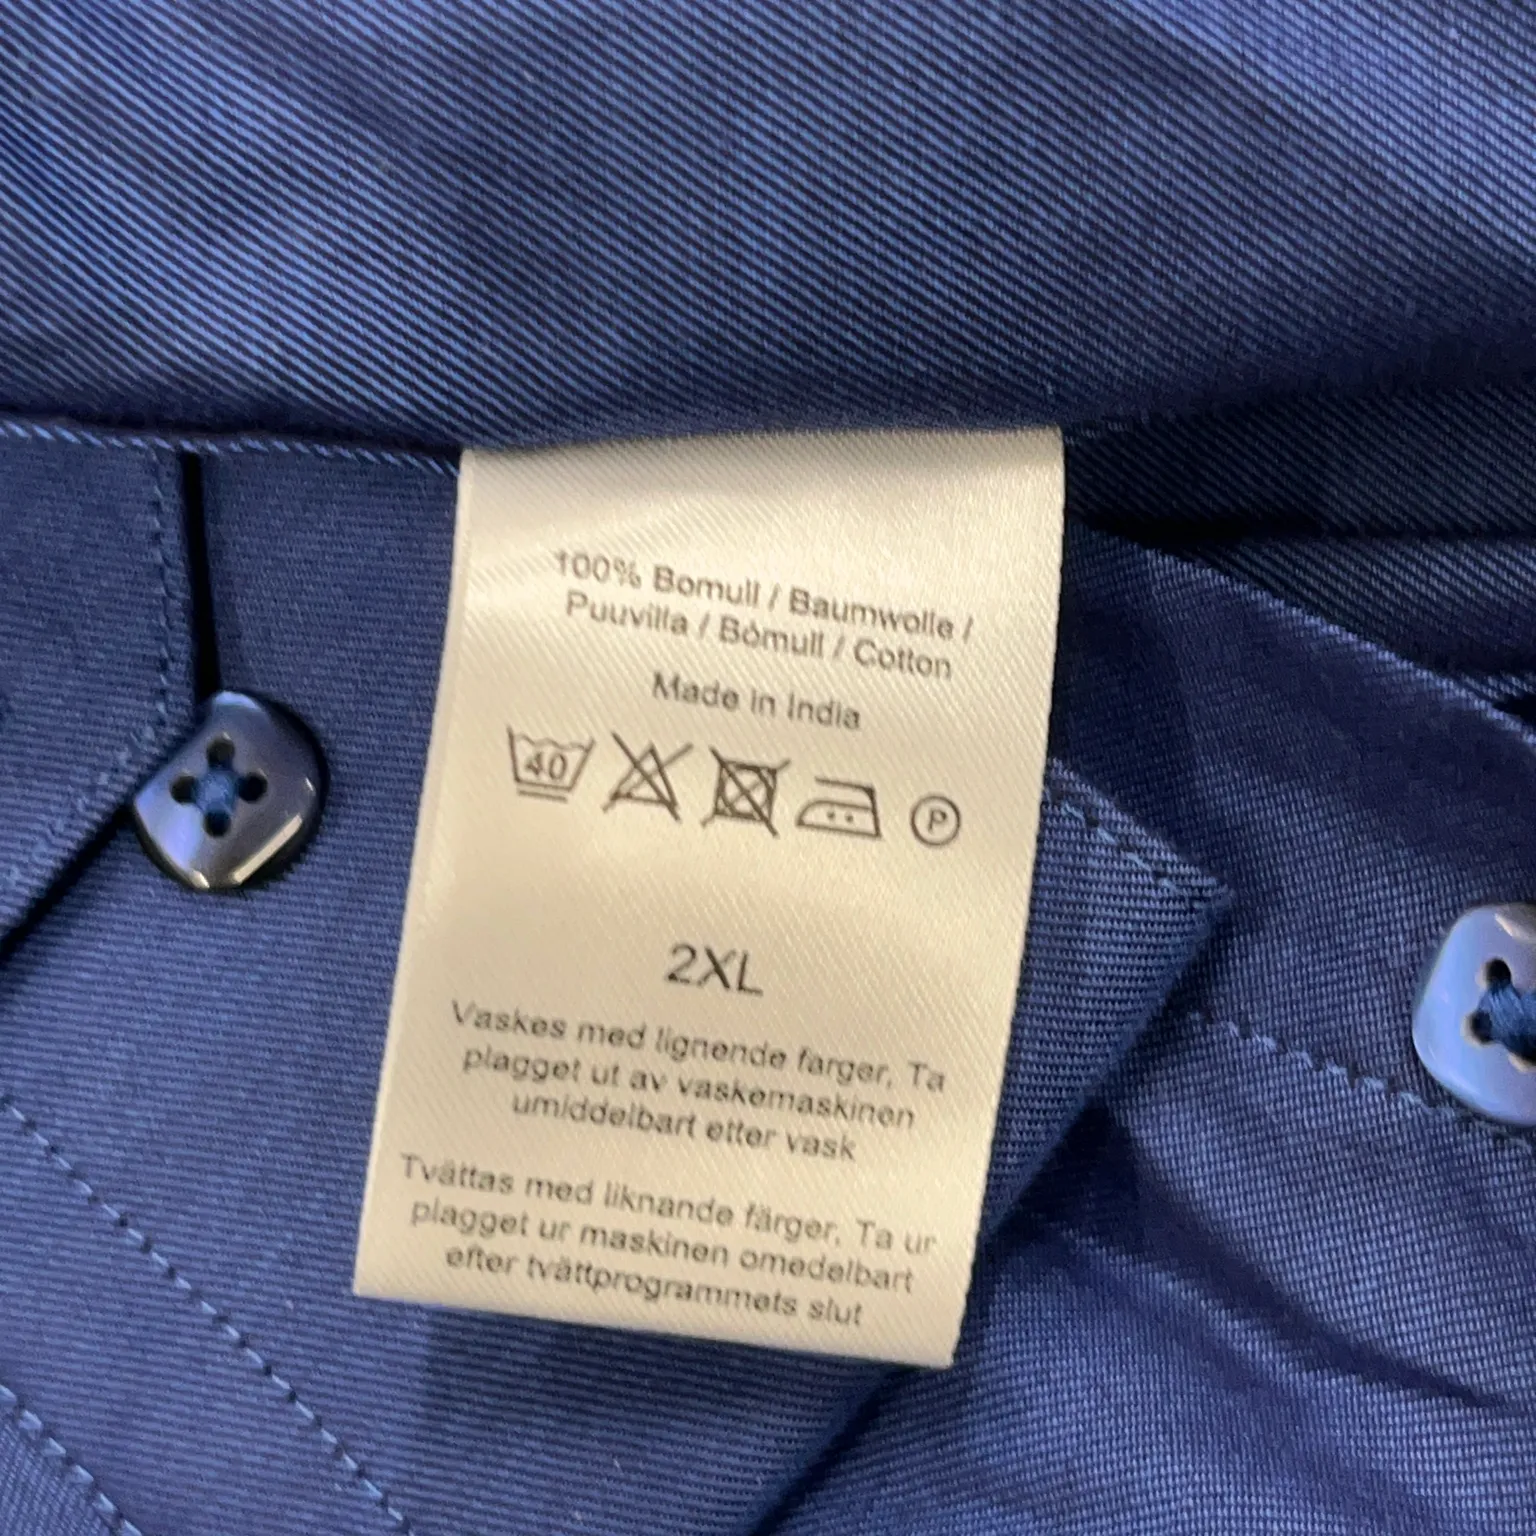 100% Bomull / Baumwolle /
Puuvilla / Bòmull / Cotton
Made in India
40 P
2XL
Vaskes med lignende farger, Ta
plagget ut av vaskemaskinen
umiddelbart etter vask
Tvättas med liknande färger, Ta ur
plagget ur maskinen omedelbart
efter tvättprogrammets slut